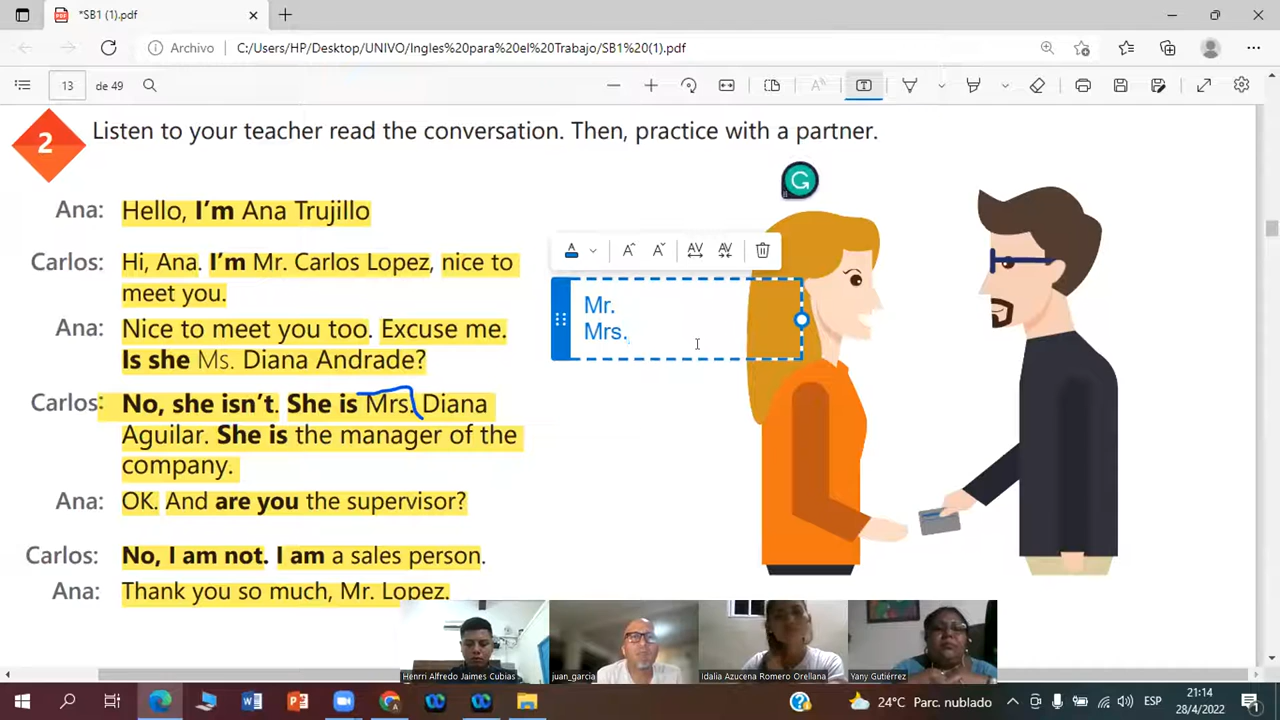 *SB1 (1).pdf
Archivo C:/Users/HP/Desktop/UNIVO/Ingles%20para%20el%20Trabajo/SB1%20(1).pdf
13 de 49
2 Listen to your teacher read the conversation. Then, practice with a partner.
Ana: Hello, I'm Ana Trujillo
Carlos: Hi, Ana. I'm Mr. Carlos Lopez, nice to
meet you.
Ana: Nice to meet you too. Excuse me.
Is she Ms. Diana Andrade?
Carlos: No, she isn't. She is Mrs. Diana
Aguilar. She is the manager of the
company.
Ana: OK. And are you the supervisor?
Carlos: No, I am not. I am a sales person.
Ana: Thank you so much, Mr. Lopez.
Mr.
Mrs.
Henrri Alfredo Jaimes Cubias
juan_garcia
Idalia Azucena Romero Orellana
Yany Gutiérrez
24°C Parc. nublado
ESP
21:14
28/4/2022